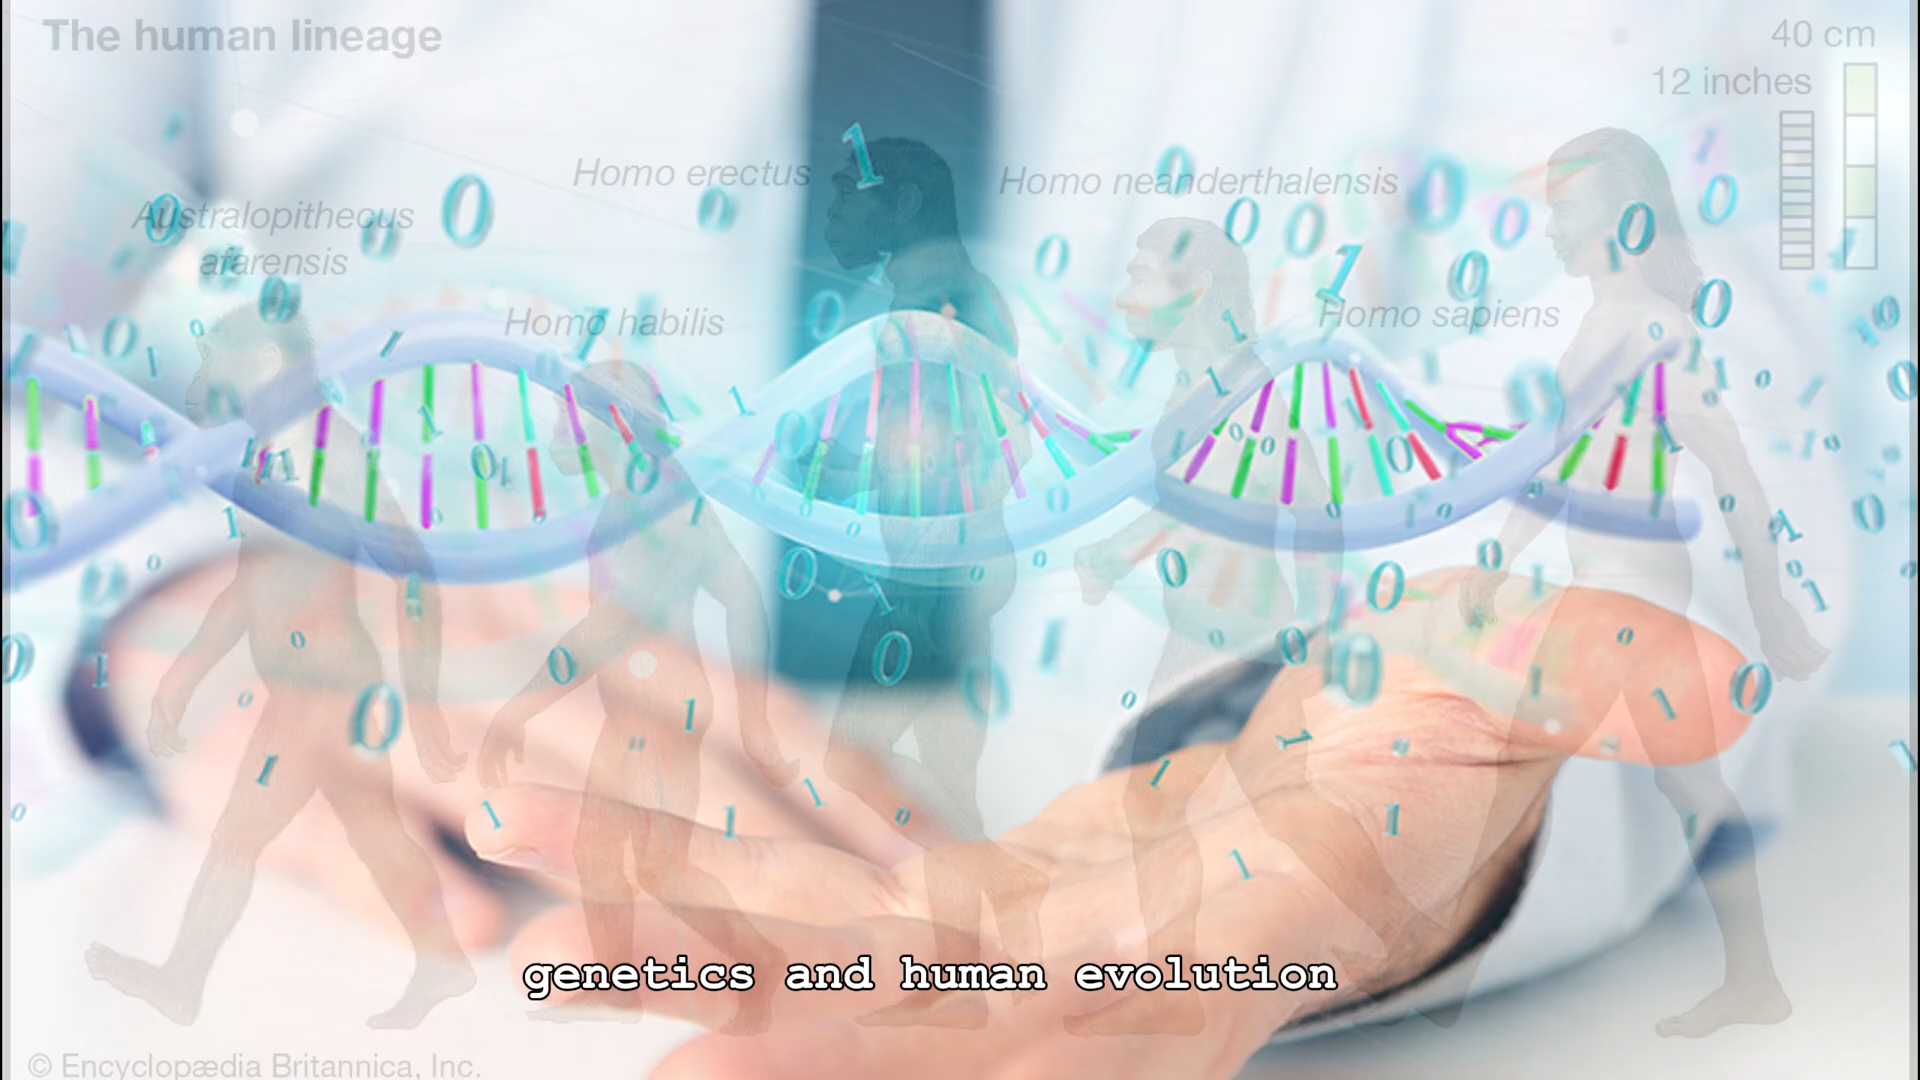 The human lineage
40 cm
12 inches
Homo erectus
Homo neanderthalensis
Australopithecus
afarensis
Homo habilis
Homo sapiens
genetics and human evolution
© Encyclopædia Britannica, Inc.